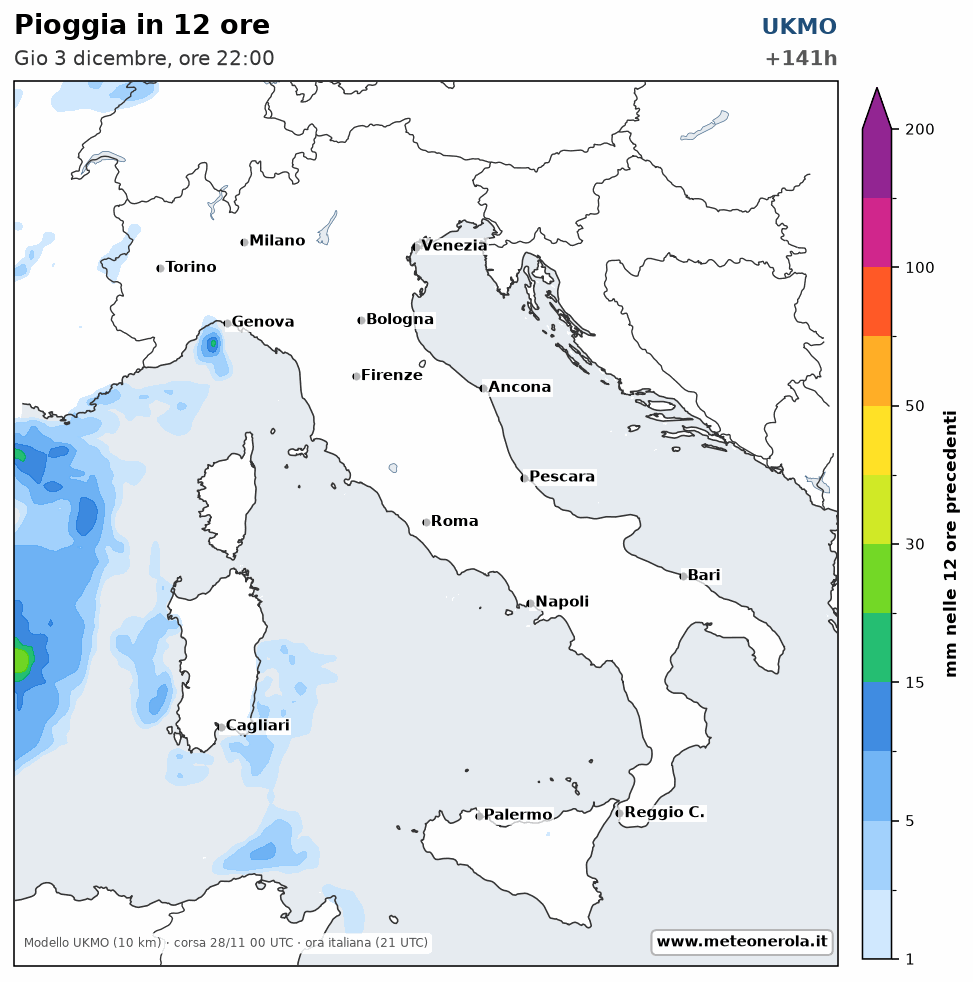 Pioggia in 12 ore
UKMO
Gio 3 dicembre, ore 22:00
+141h
Milano
Venezia
Torino
Genova
Bologna
Firenze
Ancona
Pescara
Roma
Bari
Napoli
Cagliari
Palermo
Reggio C.
200
100
50
30
15
5
1
mm nelle 12 ore precedenti
Modello UKMO (10 km) · corsa 28/11 00 UTC · ora italiana (21 UTC)
www.meteonerola.it